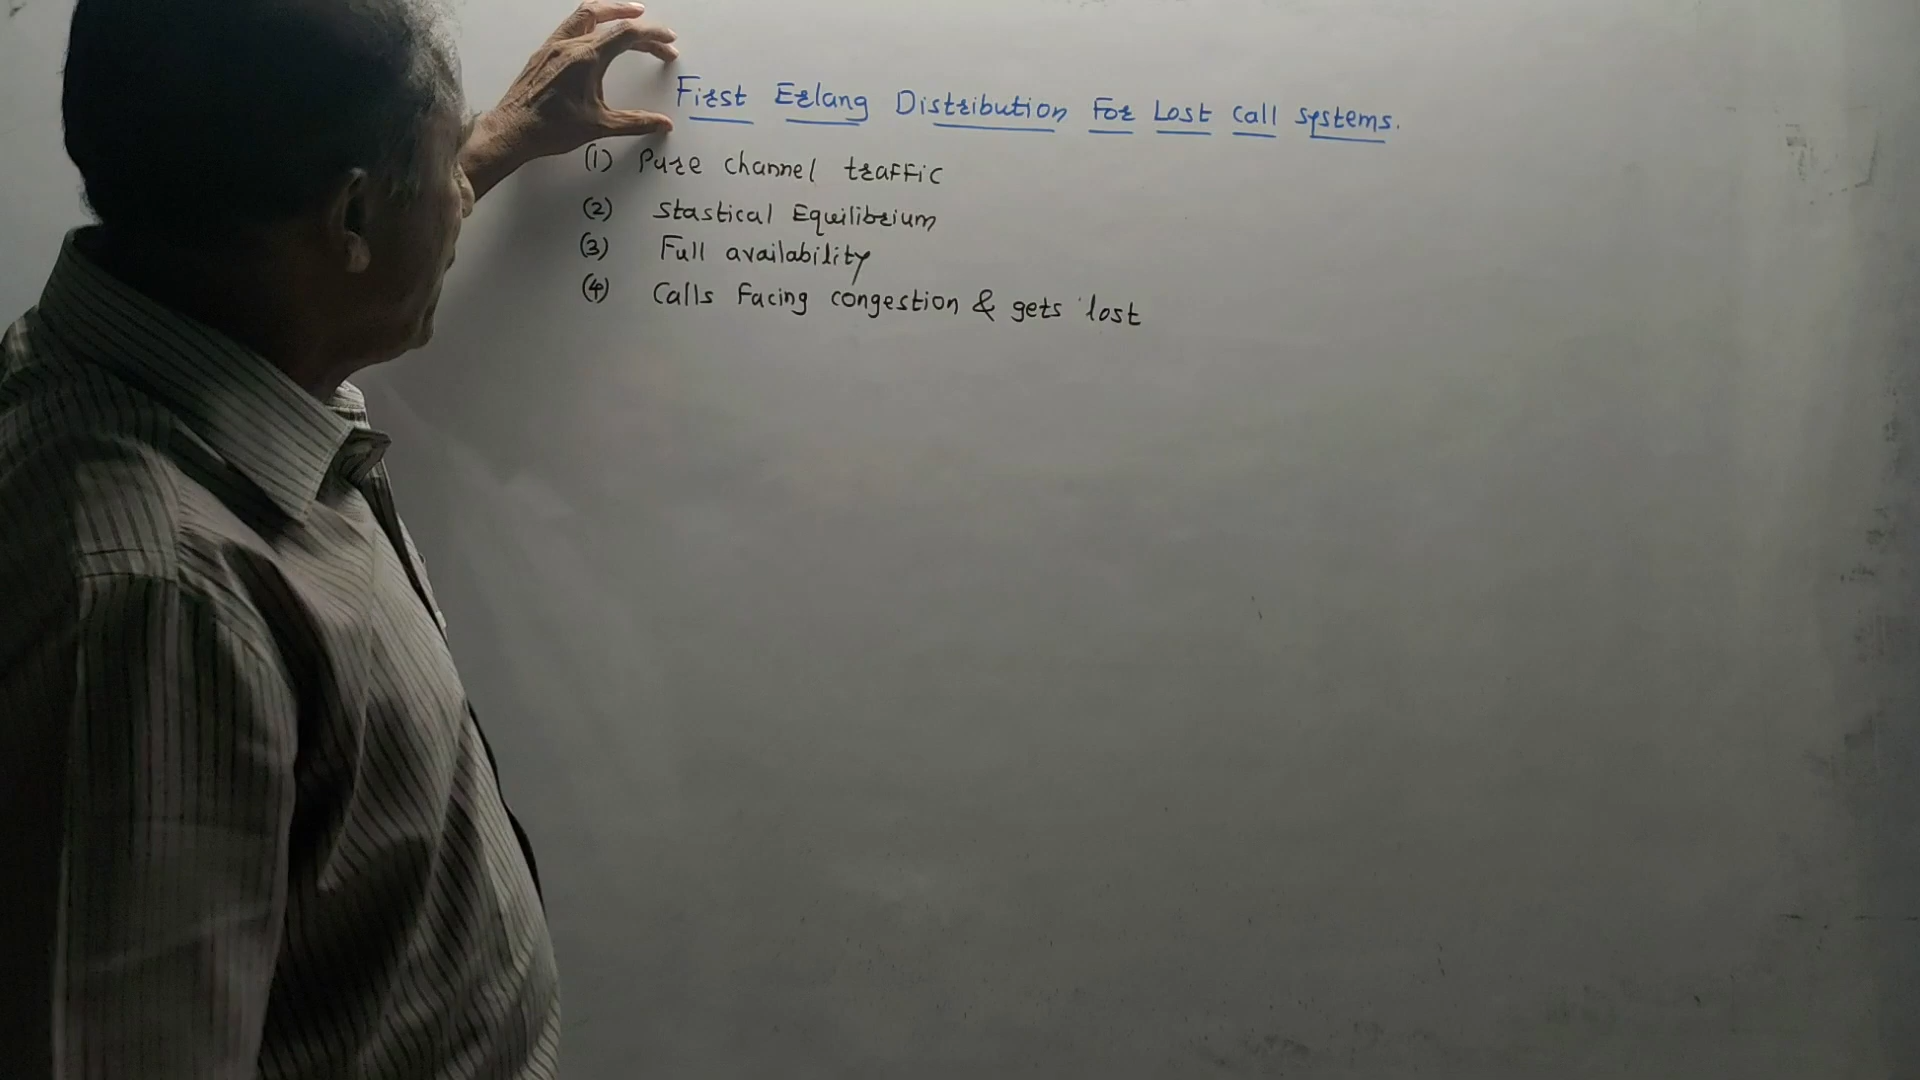 First Erlang Distribution For Lost call systems.
(1) Pure channel traffic
(2) Stastical Equilibrium
(3) Full availability
(4) Calls Facing congestion & gets lost